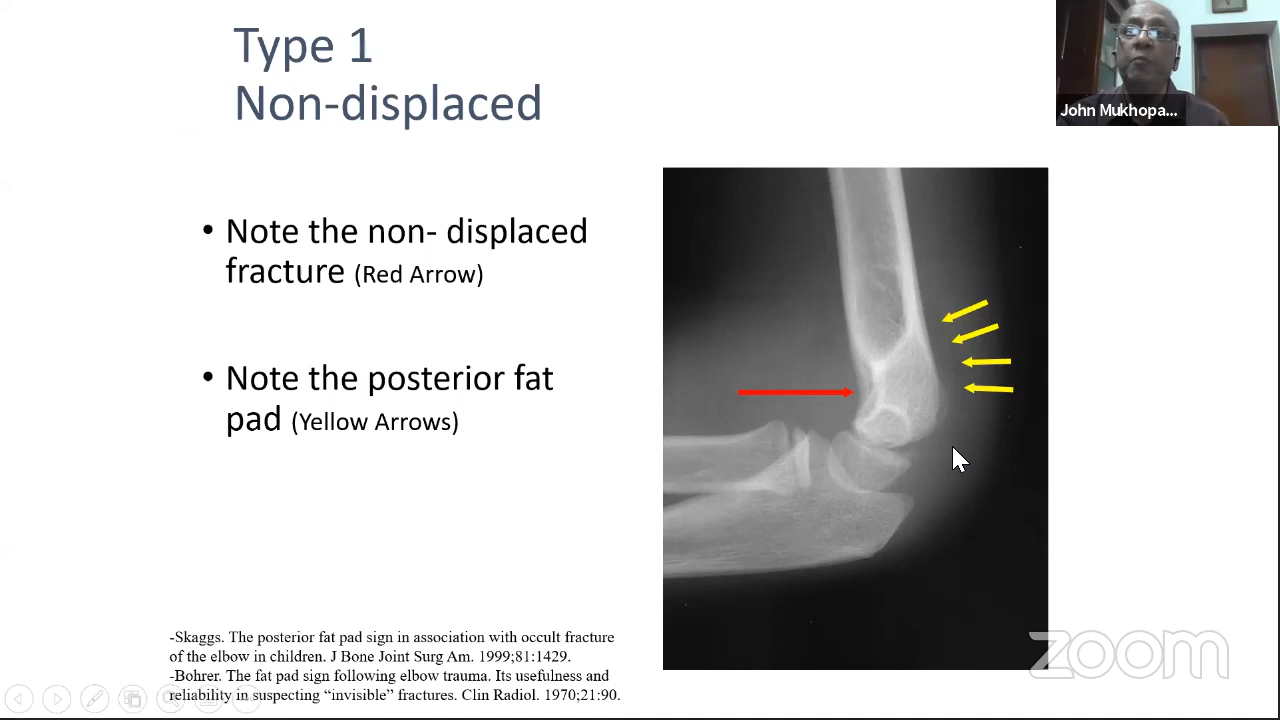 Type 1
Non-displaced
John Mukhopa...
• Note the non- displaced
fracture (Red Arrow)
• Note the posterior fat
pad (Yellow Arrows)
-Skaggs. The posterior fat pad sign in association with occult fracture
of the elbow in children. J Bone Joint Surg Am. 1999;81:1429.
-Bohrer. The fat pad sign following elbow trauma. Its usefulness and
reliability in suspecting “invisible” fractures. Clin Radiol. 1970;21:90.
zoom